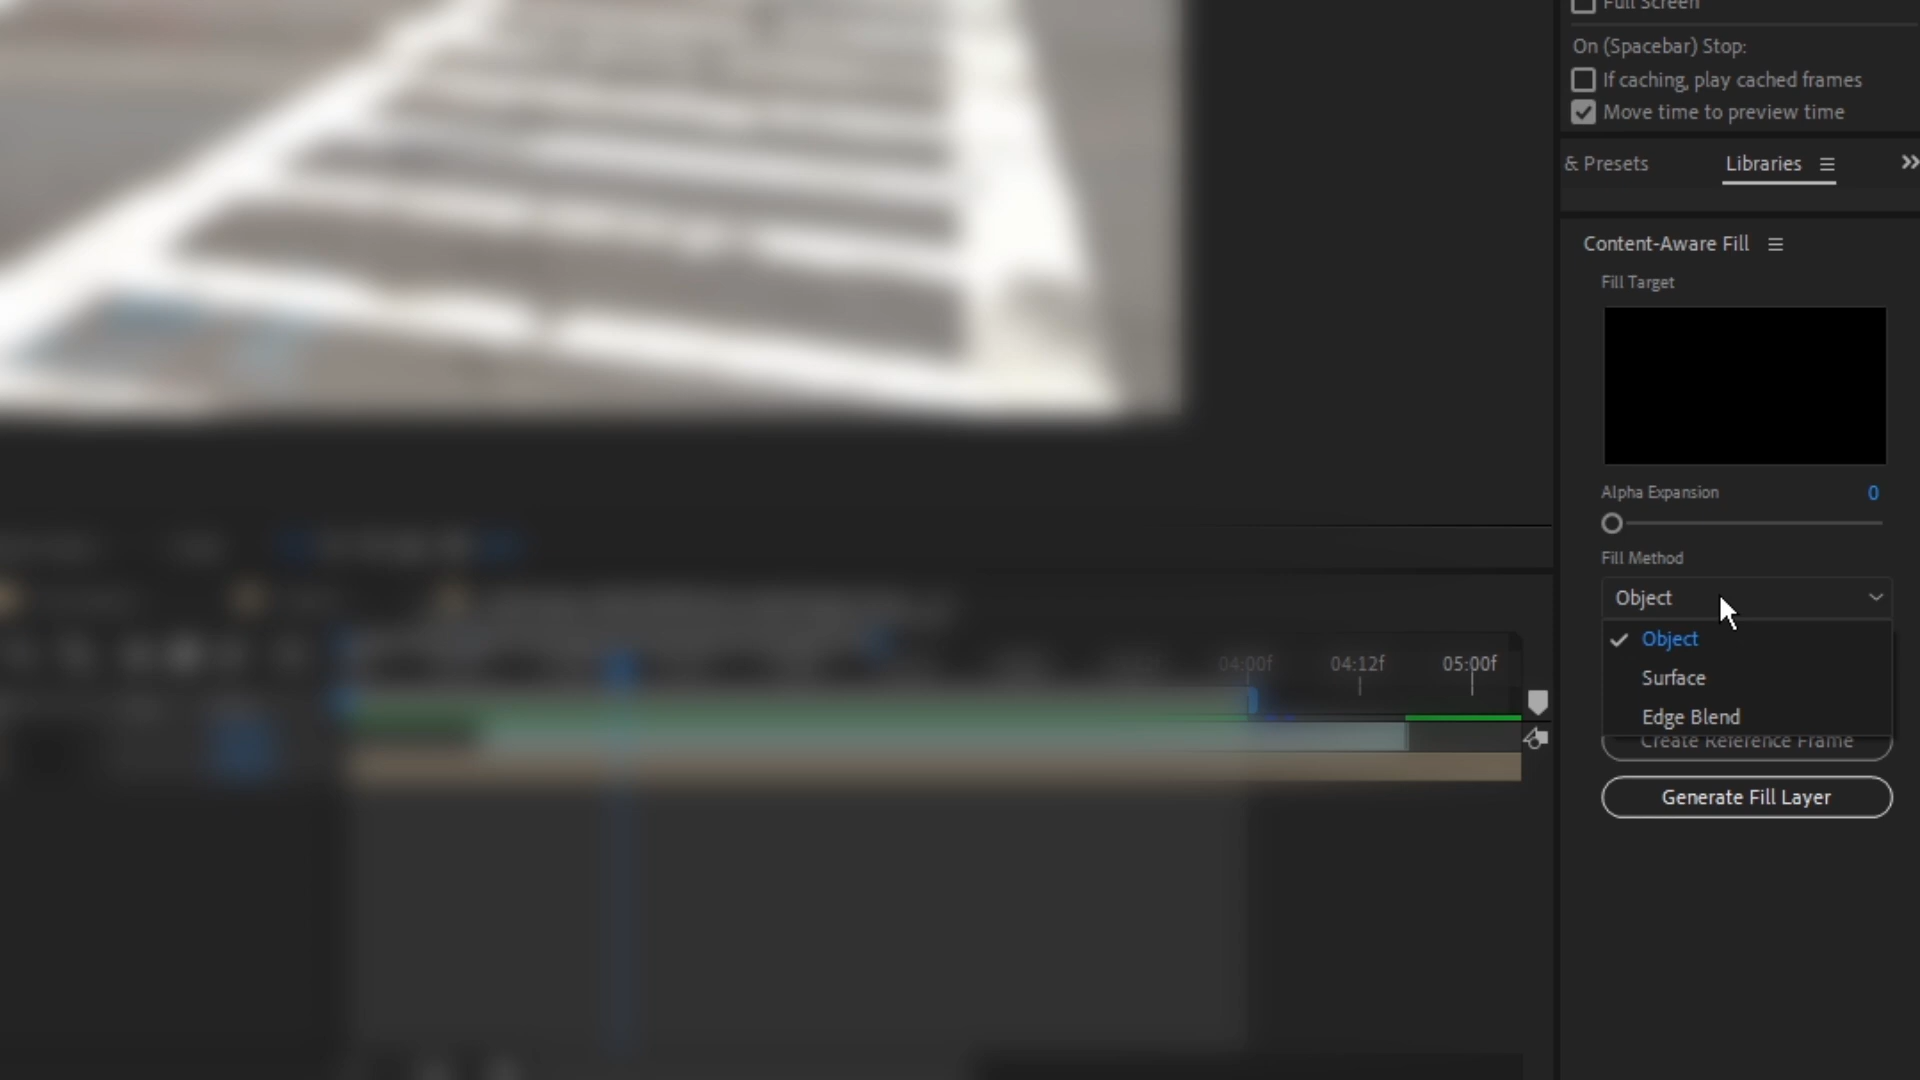 Full Screen
On (Spacebar) Stop:
If caching, play cached frames
Move time to preview time
& Presets
Libraries
Content-Aware Fill
Fill Target
Alpha Expansion 0
Fill Method
Object
Object
Surface
Edge Blend
Create Reference Frame
Generate Fill Layer
04:00f 04:12f 05:00f